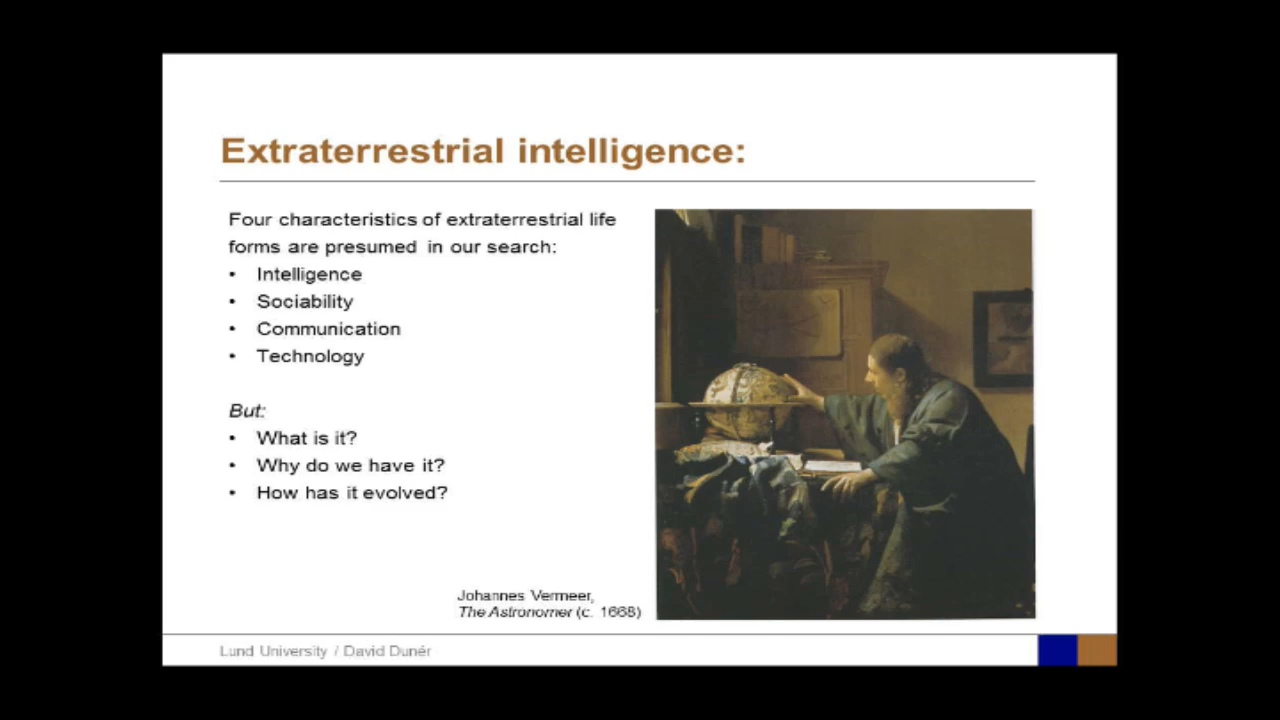 Extraterrestrial intelligence:
Four characteristics of extraterrestrial life
forms are presumed in our search:
• Intelligence
• Sociability
• Communication
• Technology
But:
• What is it?
• Why do we have it?
• How has it evolved?
Johannes Vermeer,
The Astronomer (c. 1668)
Lund University / David Dunér